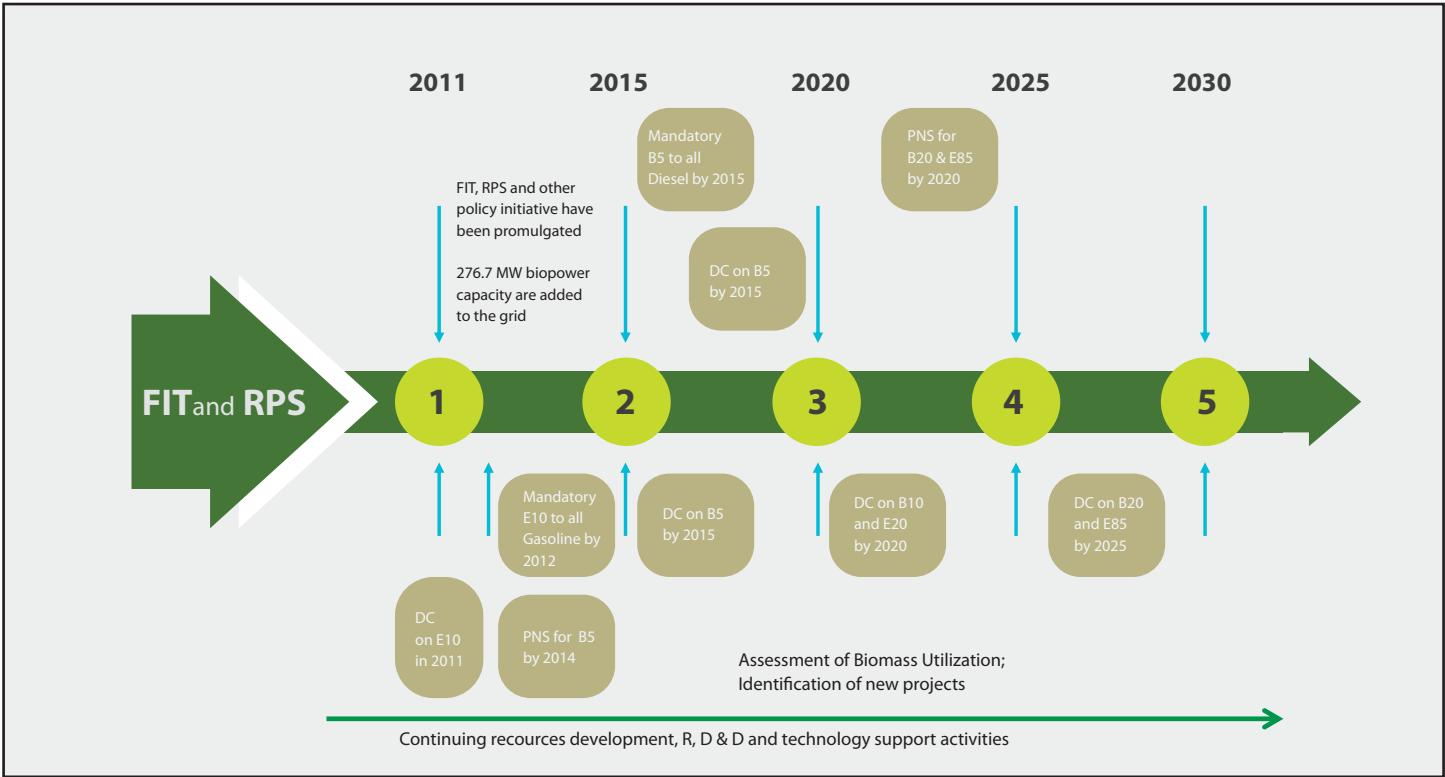 2011 2015 2020 2025 2030
Mandatory
B5 to all
Diesel by 2015
PNS for
B20 & E85
by 2020
FIT, RPS and other
policy initiative have
been promulgated
276.7 MW biopower
capacity are added
to the grid
DC on B5
by 2015
FIT and RPS
1 2 3 4 5
Mandatory
E10 to all
Gasoline by
2012
DC on B5
by 2015
DC on B10
and E20
by 2020
DC on B20
and E85
by 2025
DC
on E10
in 2011
PNS for B5
by 2014
Assessment of Biomass Utilization;
Identification of new projects
Continuing recources development, R, D & D and technology support activities